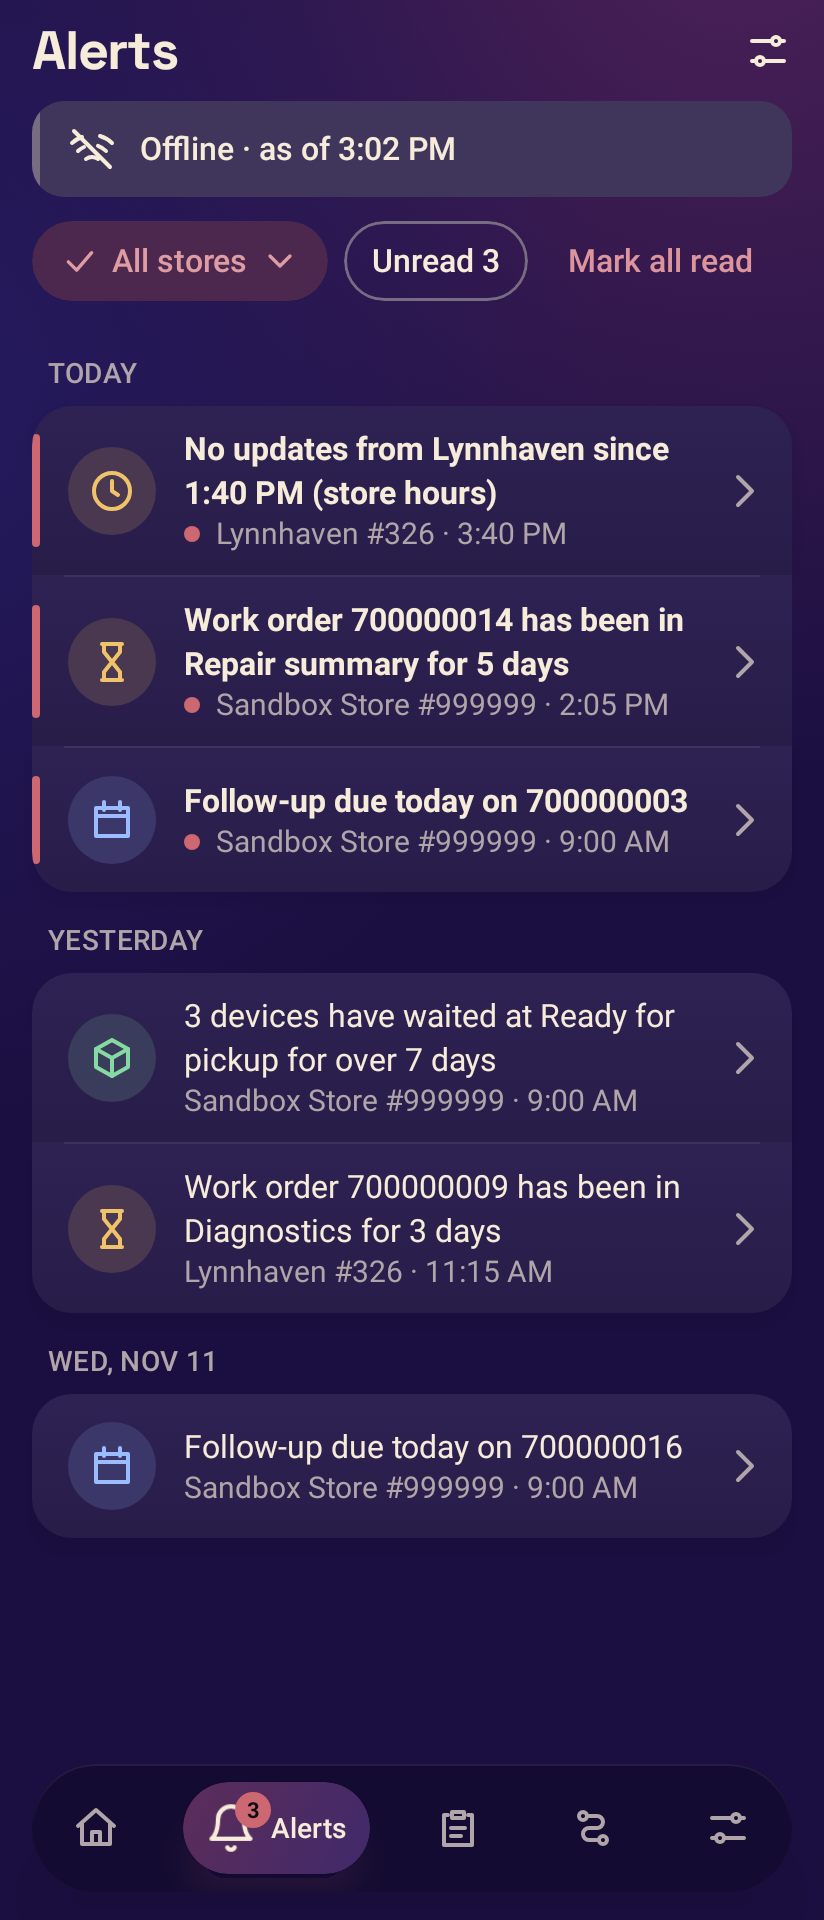 Alerts
Offline · as of 3:02 PM
All stores
Unread 3
Mark all read
TODAY
No updates from Lynnhaven since
1:40 PM (store hours)
Lynnhaven #326 · 3:40 PM
Work order 700000014 has been in
Repair summary for 5 days
Sandbox Store #999999 · 2:05 PM
Follow-up due today on 700000003
Sandbox Store #999999 · 9:00 AM
YESTERDAY
3 devices have waited at Ready for
pickup for over 7 days
Sandbox Store #999999 · 9:00 AM
Work order 700000009 has been in
Diagnostics for 3 days
Lynnhaven #326 · 11:15 AM
WED, NOV 11
Follow-up due today on 700000016
Sandbox Store #999999 · 9:00 AM
3
Alerts